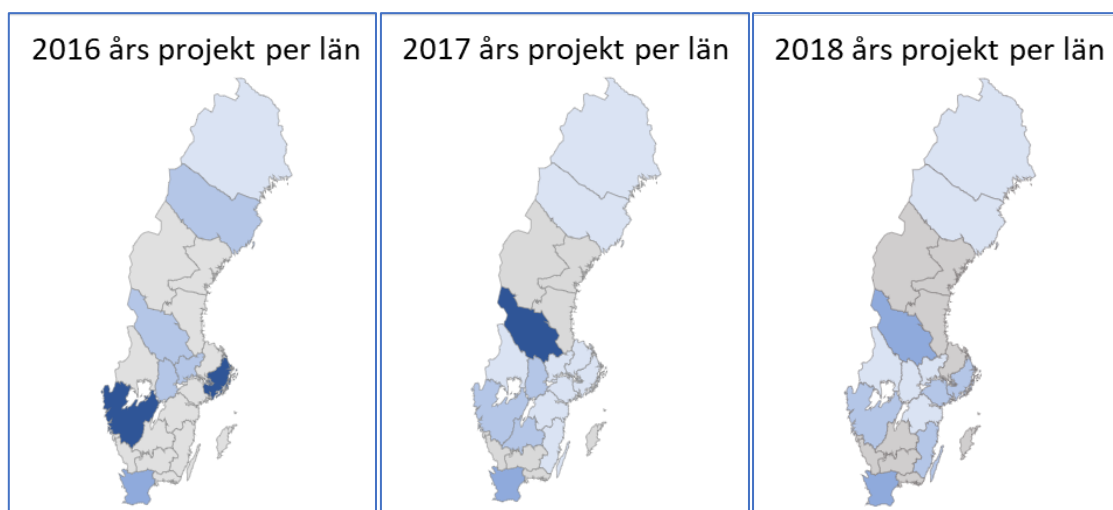 2016 års projekt per län
2017 års projekt per län
2018 års projekt per län